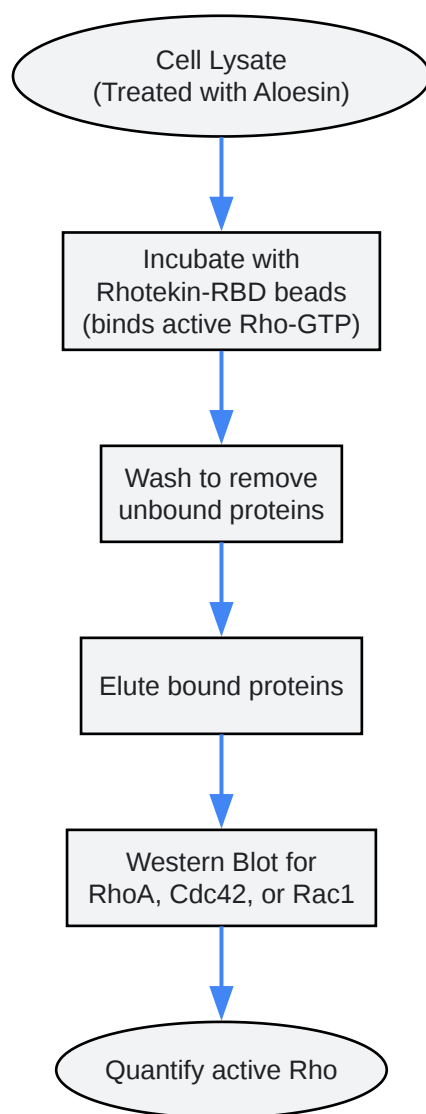 Cell Lysate
(Treated with Aloesin)
Incubate with
Rhotekin-RBD beads
(binds active Rho-GTP)
Wash to remove
unbound proteins
Elute bound proteins
Western Blot for
RhoA, Cdc42, or Rac1
Quantify active Rho